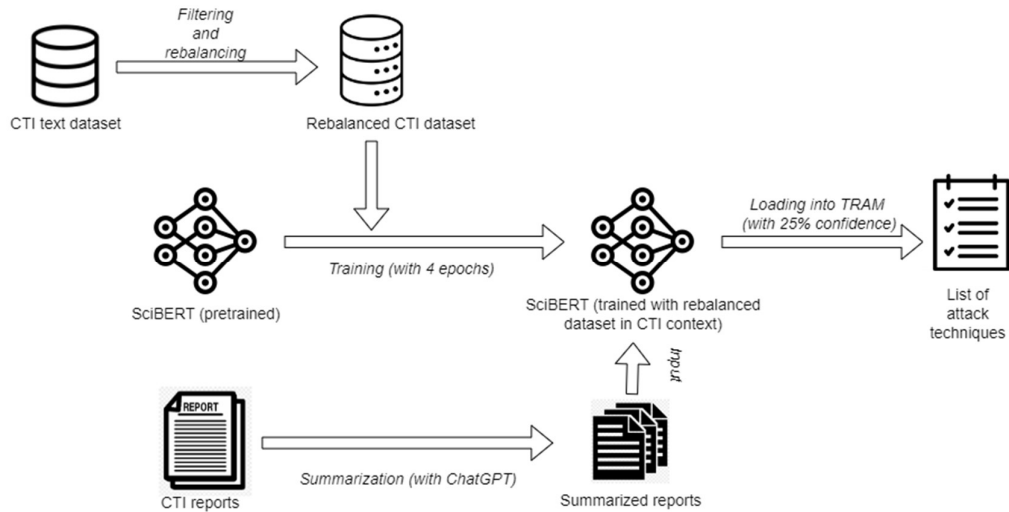 Filtering
and
rebalancing
CTI text dataset
Rebalanced CTI dataset
Loading into TRAM
(with 25% confidence)
Training (with 4 epochs)
SciBERT (pretrained)
SciBERT (trained with rebalanced
dataset in CTI context)
List of
attack
techniques
Input
REPORT
Summarization (with ChatGPT)
CTI reports
Summarized reports